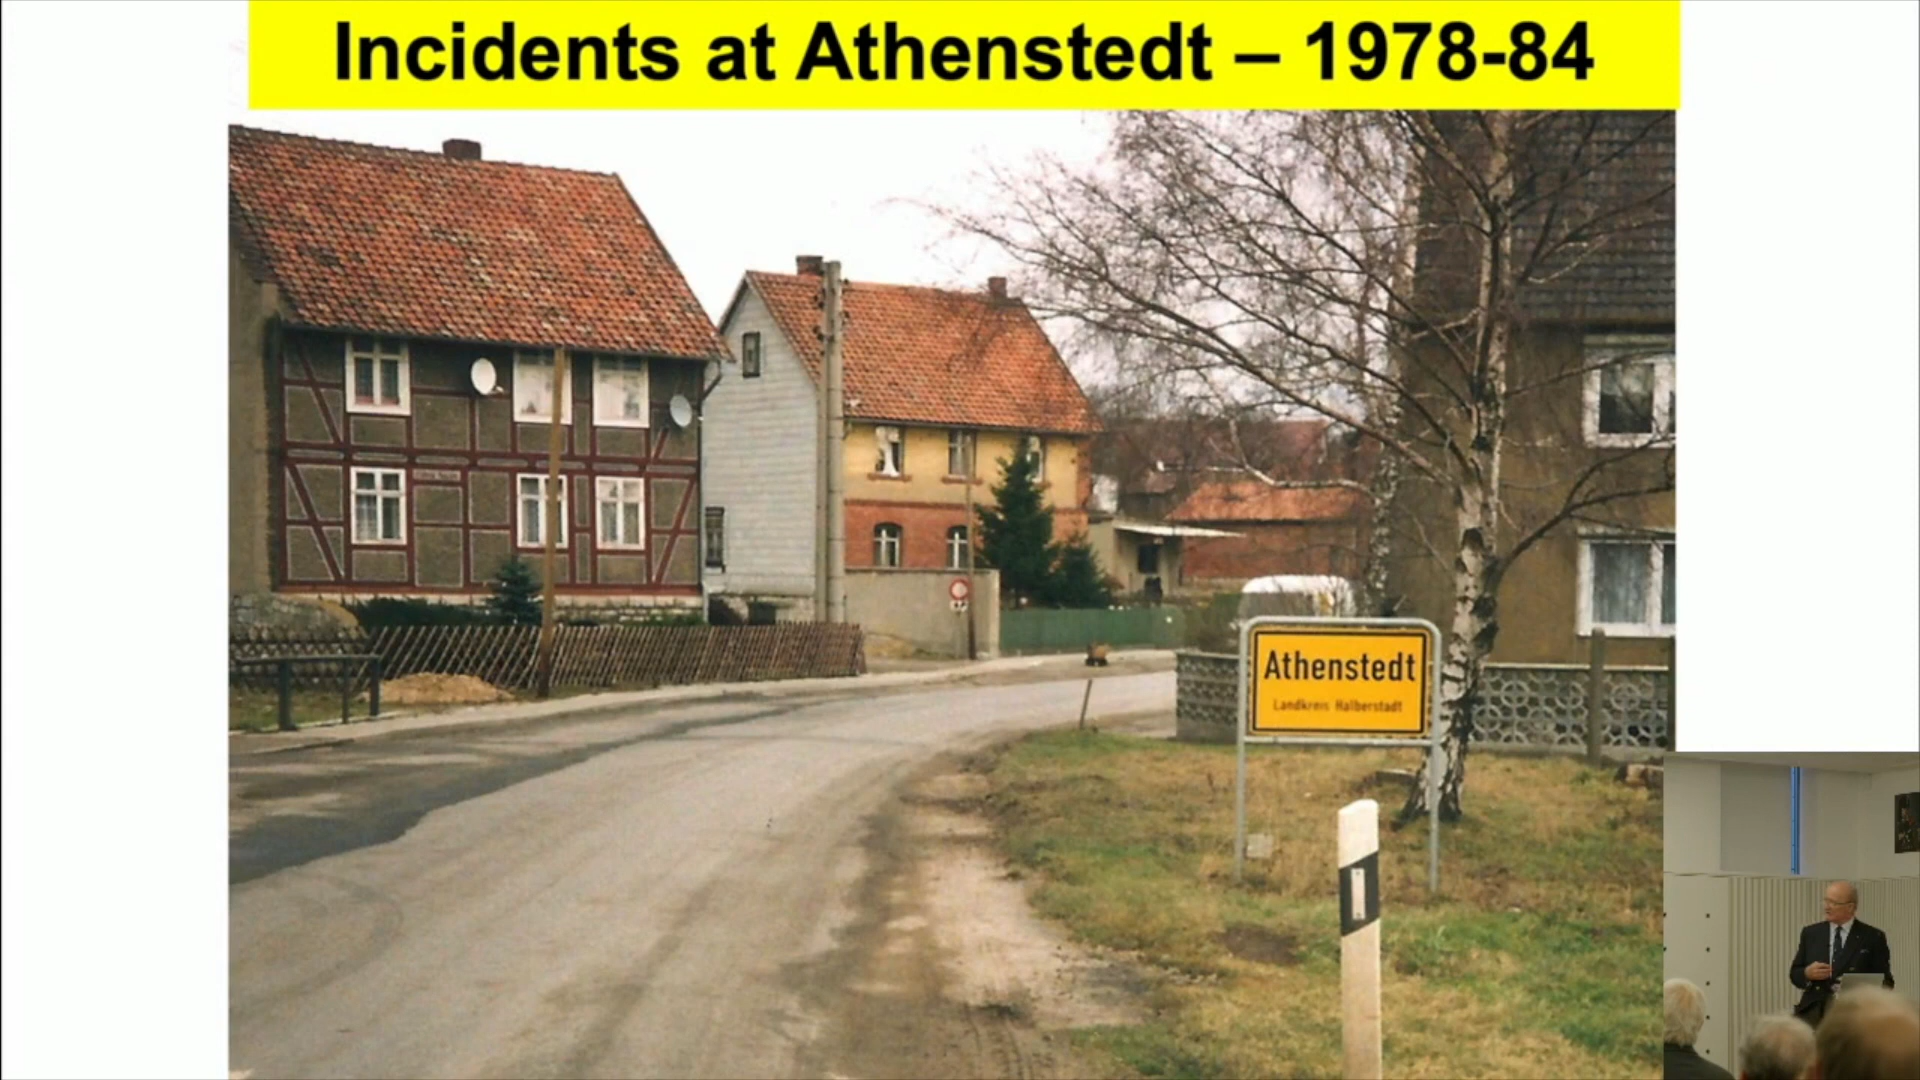 Incidents at Athenstedt – 1978-84
Athenstedt
Landkreis Halberstadt